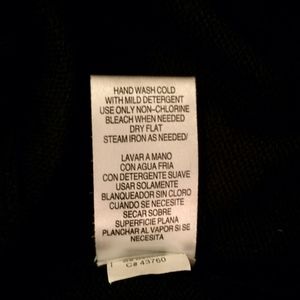 HAND WASH COLD
WITH MILD DETERGENT
USE ONLY NON-CHLORINE
BLEACH WHEN NEEDED
DRY FLAT
STEAM IRON AS NEEDED/
LAVAR A MANO
CON AGUA FRIA
CON DETERGENTE SUAVE
USAR SOLAMENTE
BLANQUEADOR SIN CLORO
CUANDO SE NECESITE
SECAR SOBRE
SUPERFICIE PLANA
PLANCHAR AL VAPOR SI SE
NECESITA
C# 43760